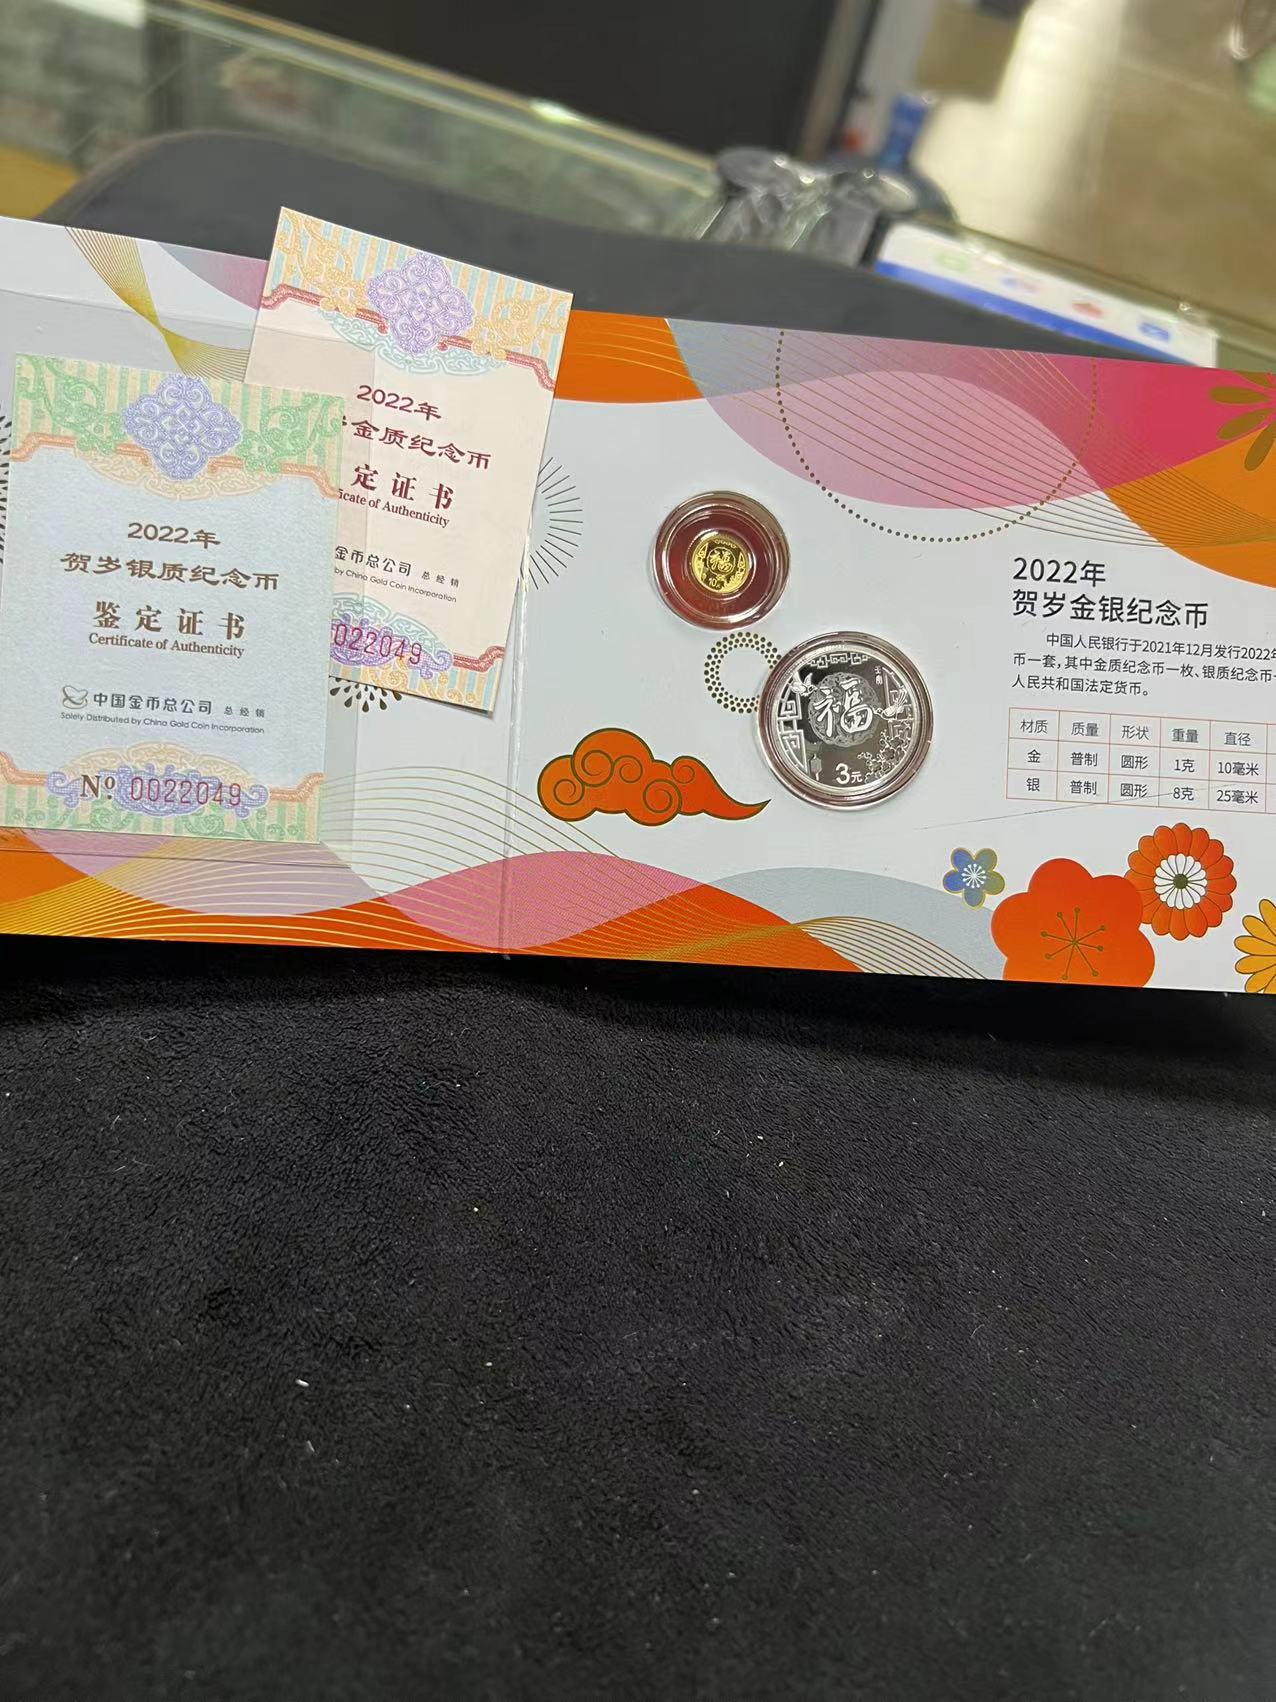 2022年
贺岁银质纪念币
鉴定证书
Certificate of Authenticity
中国金币总公司 总经销
Solely Distributed by China Gold Coin Incorporation
Nº 0022049
2022年
金质纪念币
定证书
of Authenticity
金币总公司 总经销
by China Gold Coin Incorporation
022049
福
10元
福
3元
2022年
贺岁金银纪念币
中国人民银行于2021年12月发行2022年
币一套,其中金质纪念币一枚、银质纪念币
人民共和国法定货币。
材质 质量 形状 重量 直径
金 普制 圆形 1克 10毫米
银 普制 圆形 8克 25毫米